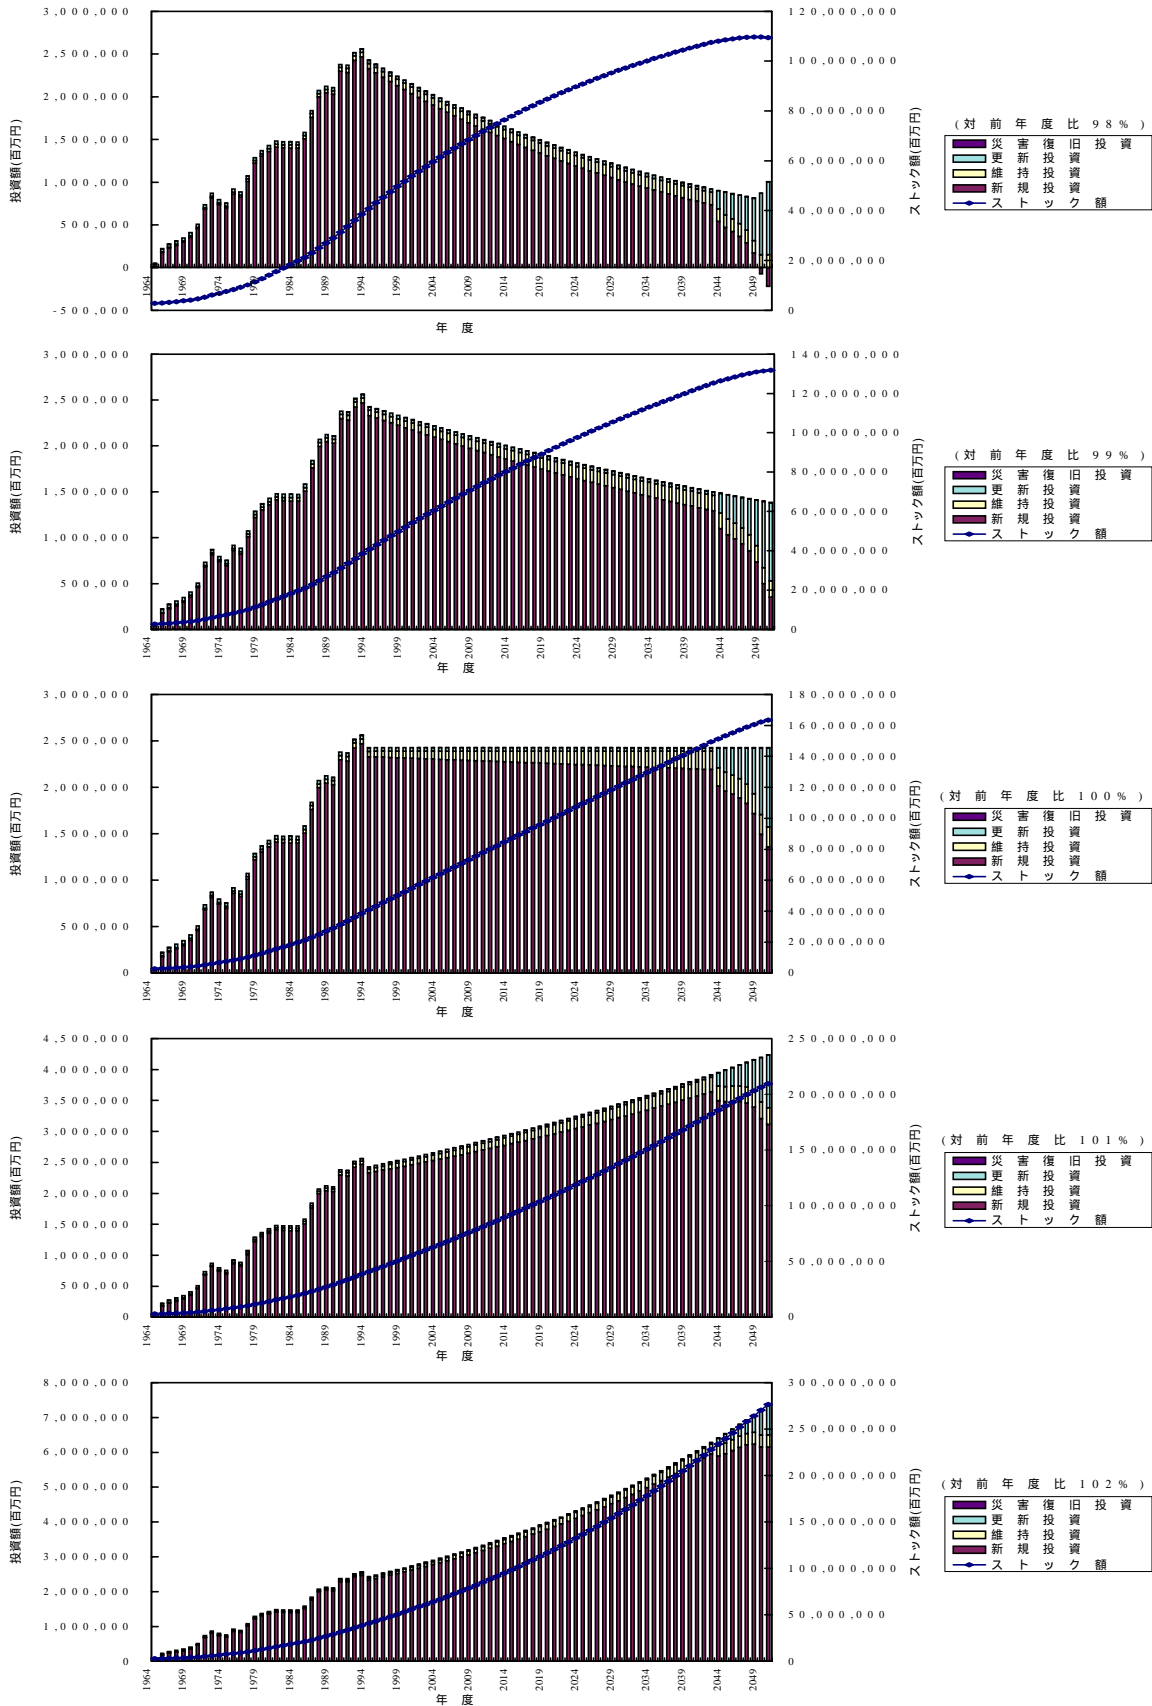 3,000,000
2,500,000
2,000,000
1,500,000
1,000,000
500,000
0
-500,000
投資額(百万円)
120,000,000
100,000,000
80,000,000
60,000,000
40,000,000
20,000,000
0
ストック額(百万円)
1964 1969 1974 1979 1984 1989 1994 1999 2004 2009 2014 2019 2024 2029 2034 2039 2044 2049
年度
(対前年度比98%)
災害復旧投資
更新投資
維持投資
新規投資
ストック額
3,000,000
2,500,000
2,000,000
1,500,000
1,000,000
500,000
0
投資額(百万円)
140,000,000
120,000,000
100,000,000
80,000,000
60,000,000
40,000,000
20,000,000
0
ストック額(百万円)
1964 1969 1974 1979 1984 1989 1994 1999 2004 2009 2014 2019 2024 2029 2034 2039 2044 2049
年度
(対前年度比99%)
災害復旧投資
更新投資
維持投資
新規投資
ストック額
3,000,000
2,500,000
2,000,000
1,500,000
1,000,000
500,000
0
投資額(百万円)
180,000,000
160,000,000
140,000,000
120,000,000
100,000,000
80,000,000
60,000,000
40,000,000
20,000,000
0
ストック額(百万円)
1964 1969 1974 1979 1984 1989 1994 1999 2004 2009 2014 2019 2024 2029 2034 2039 2044 2049
年度
(対前年度比100%)
災害復旧投資
更新投資
維持投資
新規投資
ストック額
4,500,000
4,000,000
3,500,000
3,000,000
2,500,000
2,000,000
1,500,000
1,000,000
500,000
0
投資額(百万円)
250,000,000
200,000,000
150,000,000
100,000,000
50,000,000
0
ストック額(百万円)
1964 1969 1974 1979 1984 1989 1994 1999 2004 2009 2014 2019 2024 2029 2034 2039 2044 2049
年度
(対前年度比101%)
災害復旧投資
更新投資
維持投資
新規投資
ストック額
8,000,000
7,000,000
6,000,000
5,000,000
4,000,000
3,000,000
2,000,000
1,000,000
0
投資額(百万円)
300,000,000
250,000,000
200,000,000
150,000,000
100,000,000
50,000,000
0
ストック額(百万円)
1964 1969 1974 1979 1984 1989 1994 1999 2004 2009 2014 2019 2024 2029 2034 2039 2044 2049
年度
(対前年度比102%)
災害復旧投資
更新投資
維持投資
新規投資
ストック額